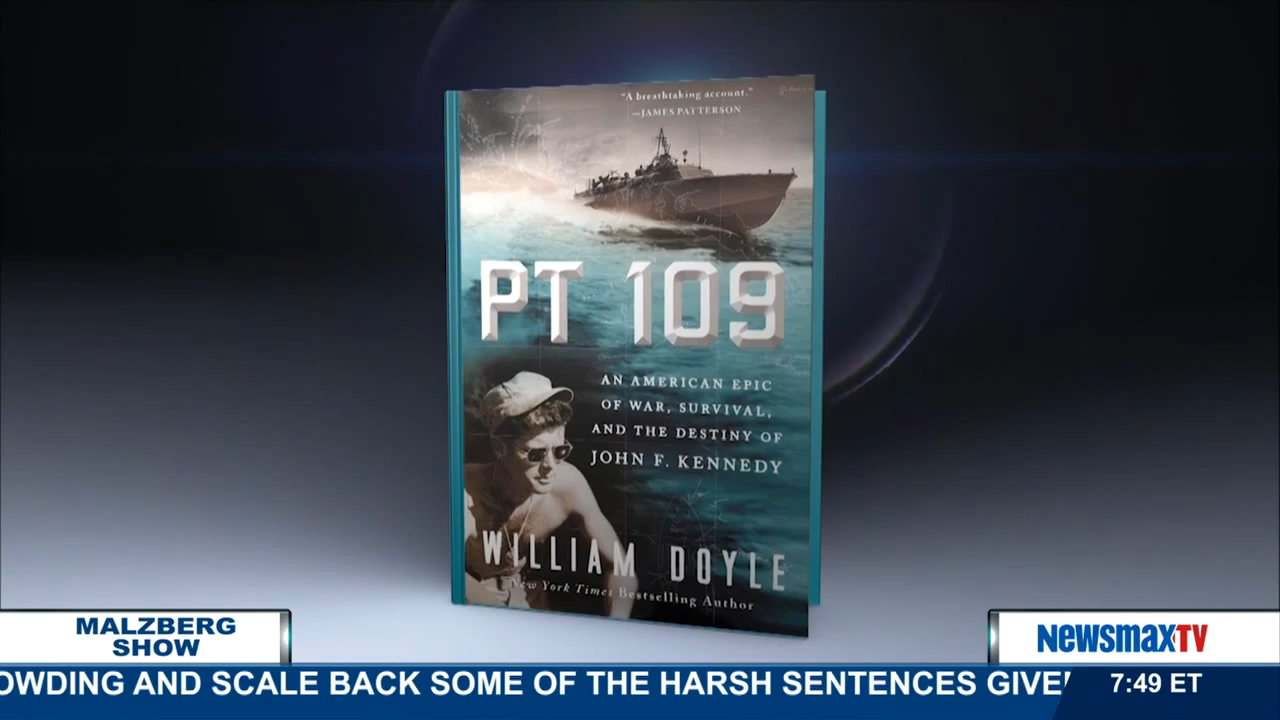 "A breathtaking account."
—JAMES PATTERSON
PT 109
AN AMERICAN EPIC
OF WAR, SURVIVAL,
AND THE DESTINY OF
JOHN F. KENNEDY
WILLIAM DOYLE
New York Times Bestselling Author
MALZBERG
SHOW
NEWSMAXTV
OWDING AND SCALE BACK SOME OF THE HARSH SENTENCES GIVE
7:49 ET